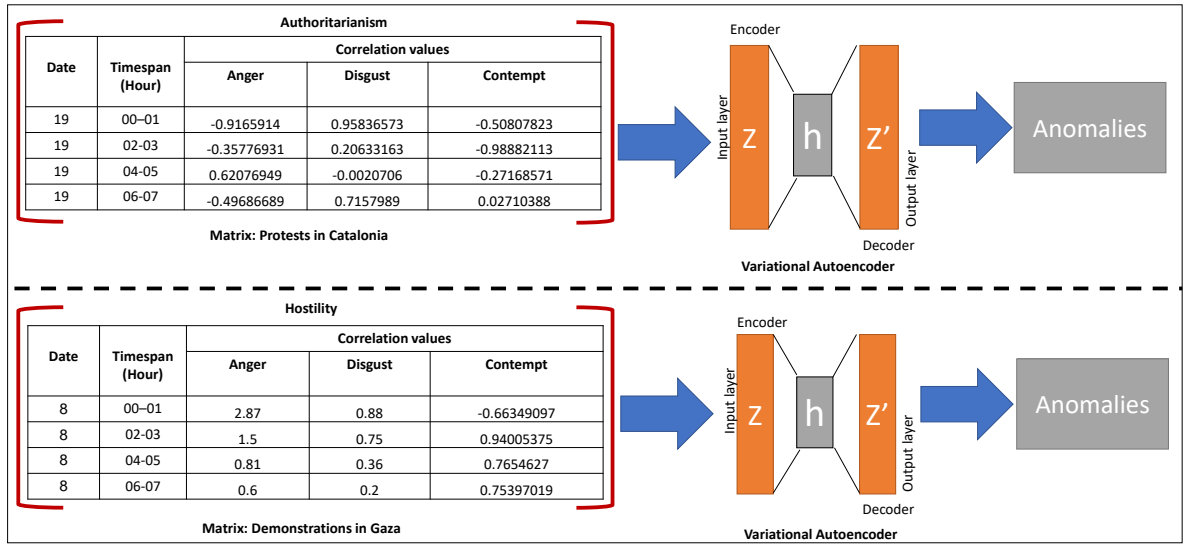 Authoritarianism
Date Timespan (Hour) Correlation values
Anger Disgust Contempt
19 00–01 -0.9165914 0.95836573 -0.50807823
19 02-03 -0.35776931 0.20633163 -0.98882113
19 04-05 0.62076949 -0.0020706 -0.27168571
19 06-07 -0.49686689 0.7157989 0.02710388
Matrix: Protests in Catalonia
Encoder
Input layer
z
h
z’
Output layer
Decoder
Variational Autoencoder
Anomalies
Hostility
Date Timespan (Hour) Correlation values
Anger Disgust Contempt
8 00–01 2.87 0.88 -0.66349097
8 02-03 1.5 0.75 0.94005375
8 04-05 0.81 0.36 0.7654627
8 06-07 0.6 0.2 0.75397019
Matrix: Demonstrations in Gaza
Encoder
Input layer
z
h
z’
Output layer
Decoder
Variational Autoencoder
Anomalies